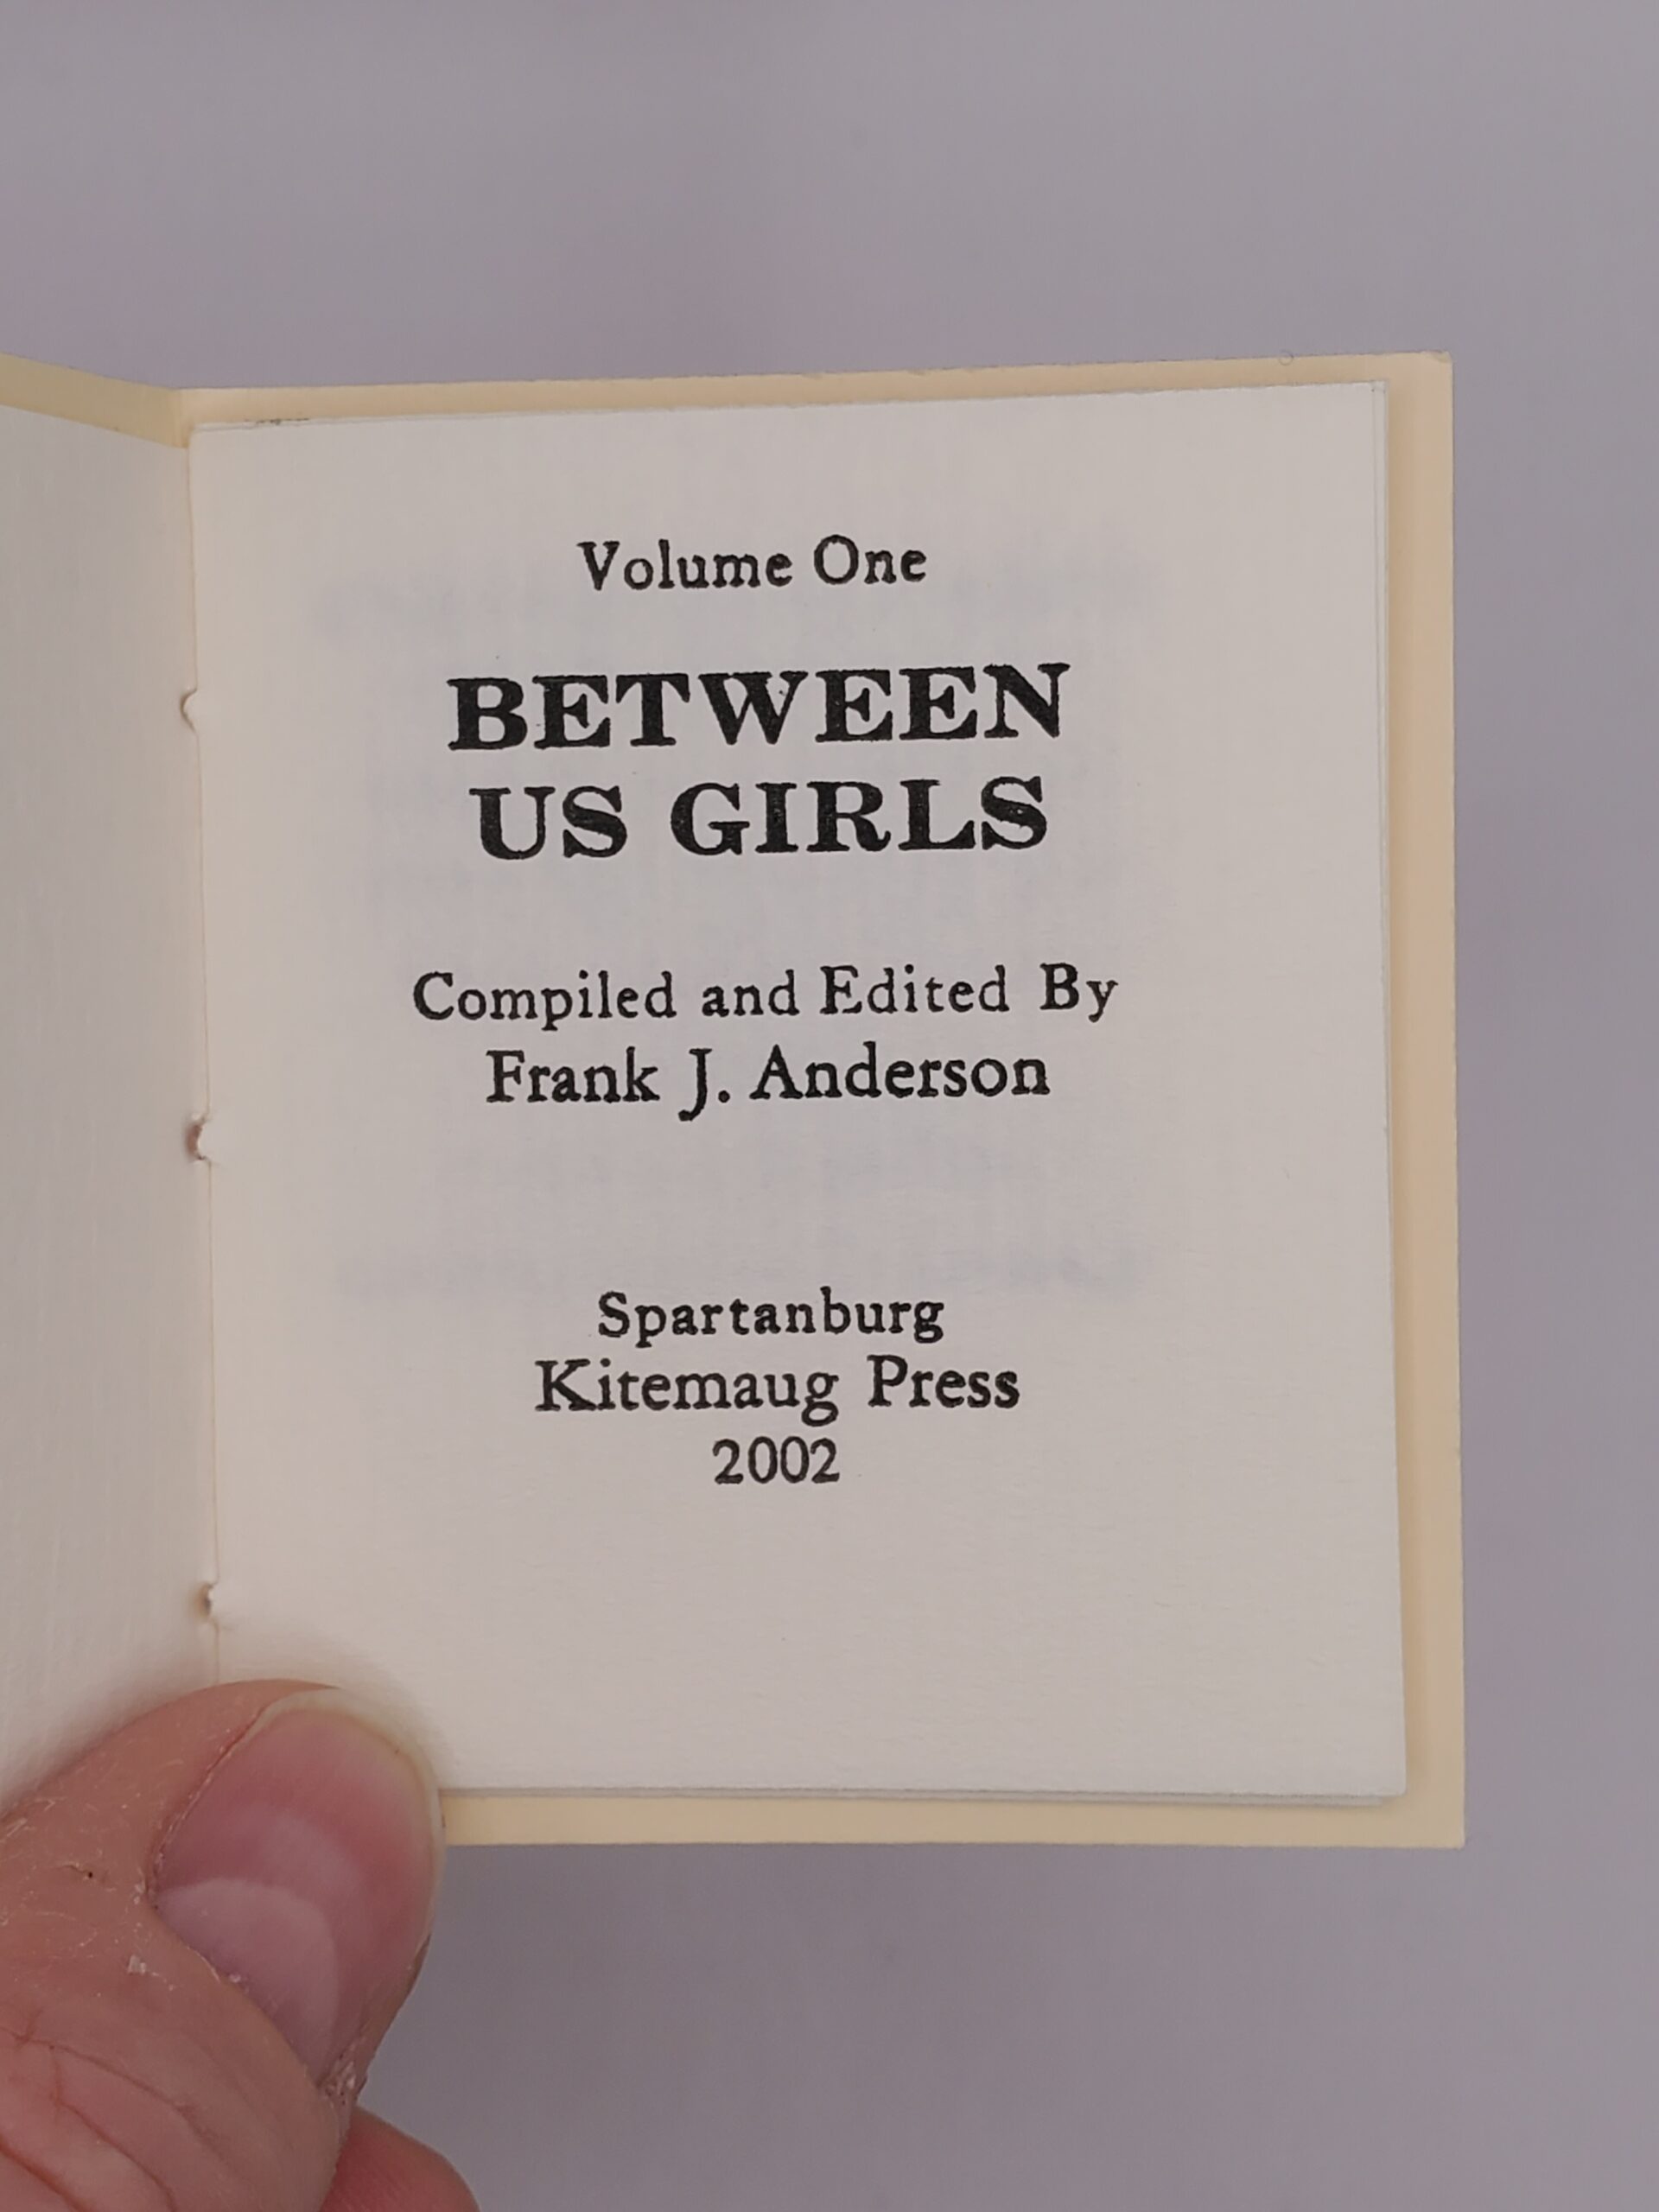 Volume One
BETWEEN
US GIRLS
Compiled and Edited By
Frank J. Anderson
Spartanburg
Kitemaug Press
2002